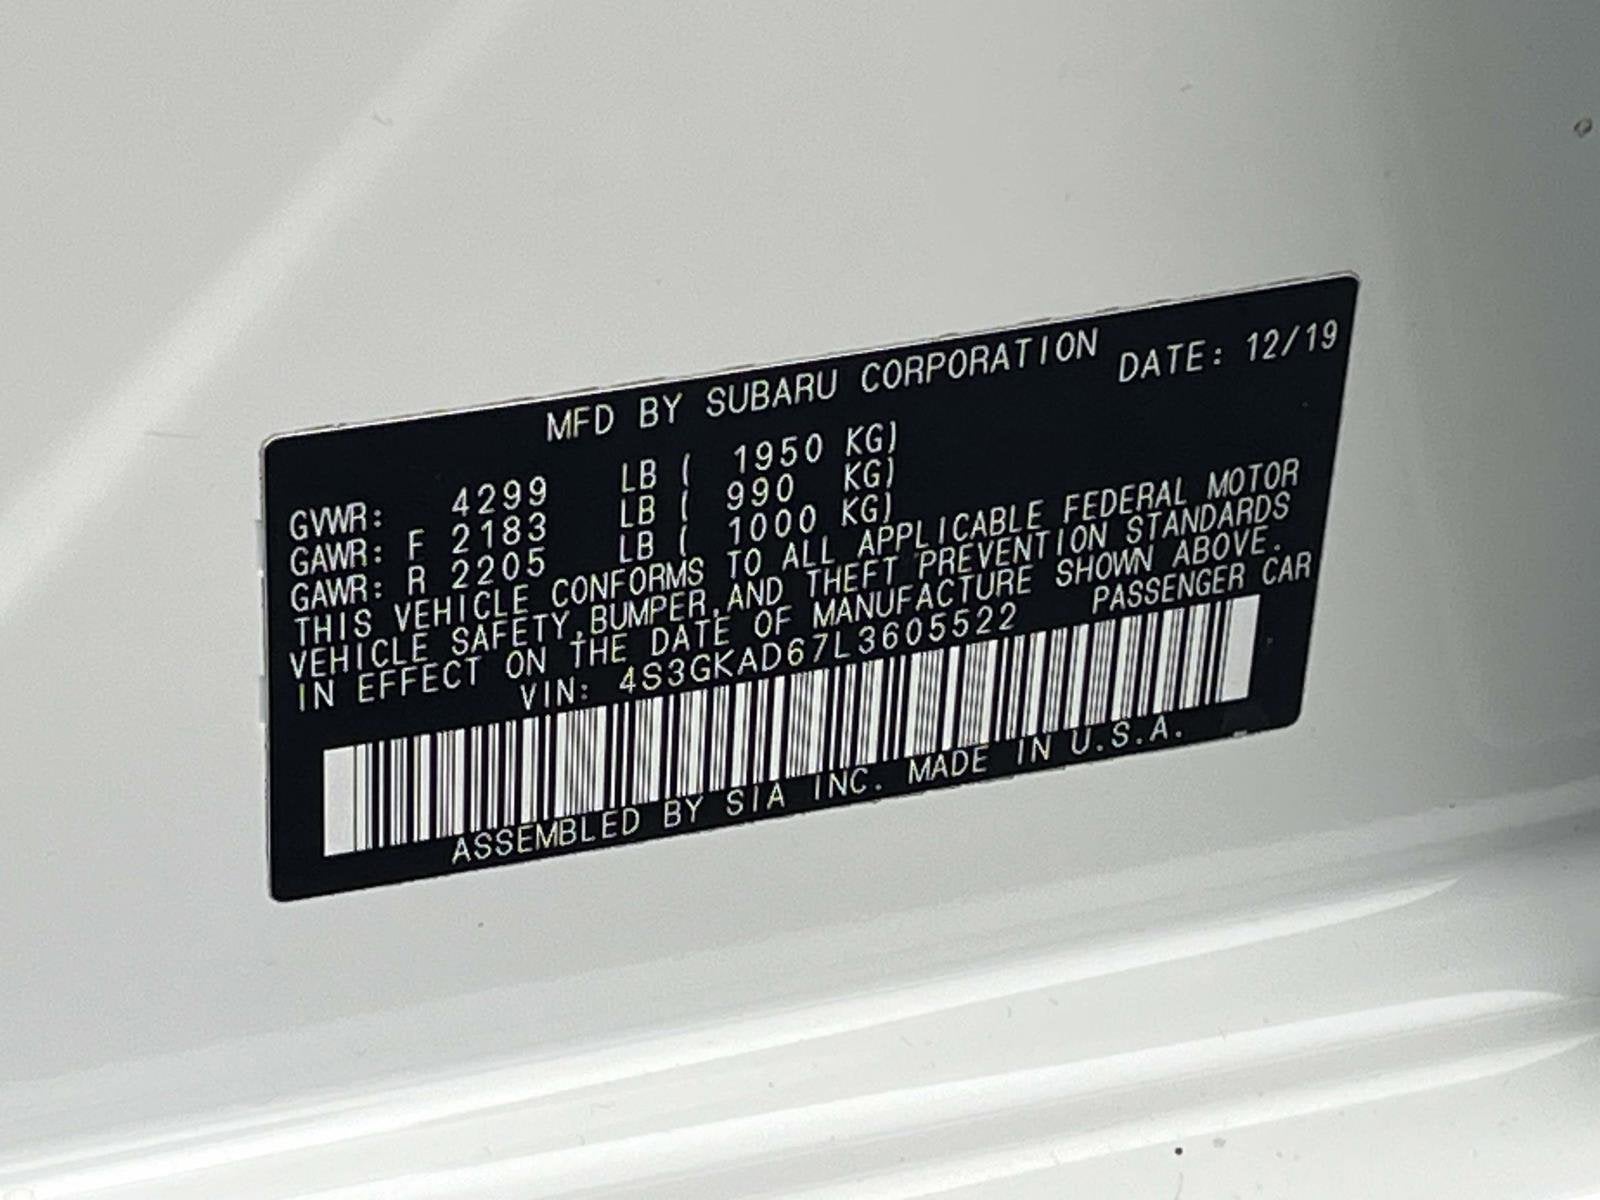 MFD BY SUBARU CORPORATION DATE: 12/19
GVWR: 4299 LB ( 1950 KG)
GAWR: F 2183 LB ( 990 KG)
GAWR: R 2205 LB ( 1000 KG)
THIS VEHICLE CONFORMS TO ALL APPLICABLE FEDERAL MOTOR
VEHICLE SAFETY,BUMPER,AND THEFT PREVENTION STANDARDS
IN EFFECT ON THE DATE OF MANUFACTURE SHOWN ABOVE.
VIN: 4S3GKAD67L3605522 PASSENGER CAR
ASSEMBLED BY SIA INC. MADE IN U.S.A.